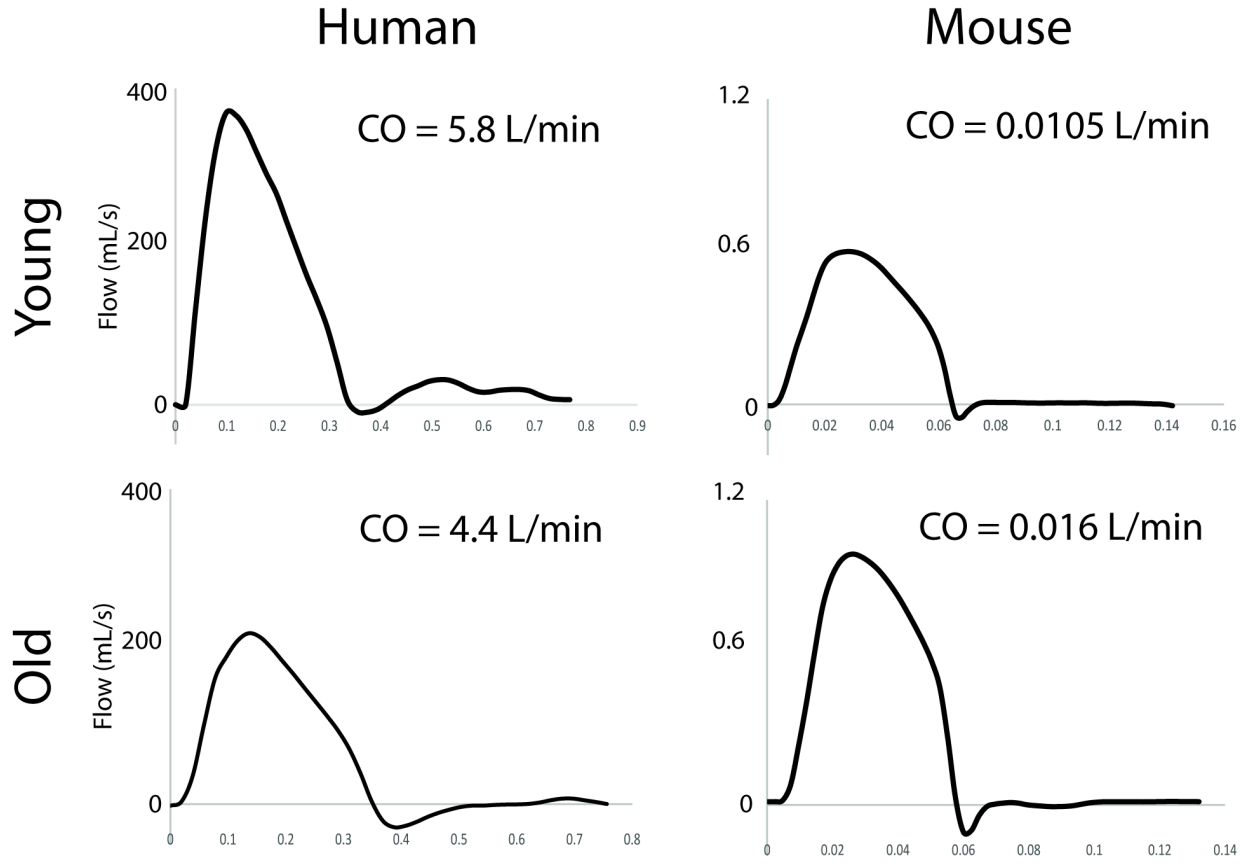 Human
Mouse
Young
Flow (mL/s)
400
200
0
CO = 5.8 L/min
0 0.1 0.2 0.3 0.4 0.5 0.6 0.7 0.8 0.9
1.2
0.6
0
CO = 0.0105 L/min
0 0.02 0.04 0.06 0.08 0.1 0.12 0.14 0.16
Old
Flow (mL/s)
400
200
0
CO = 4.4 L/min
0 0.1 0.2 0.3 0.4 0.5 0.6 0.7 0.8
1.2
0.6
0
CO = 0.016 L/min
0 0.02 0.04 0.06 0.08 0.1 0.12 0.14